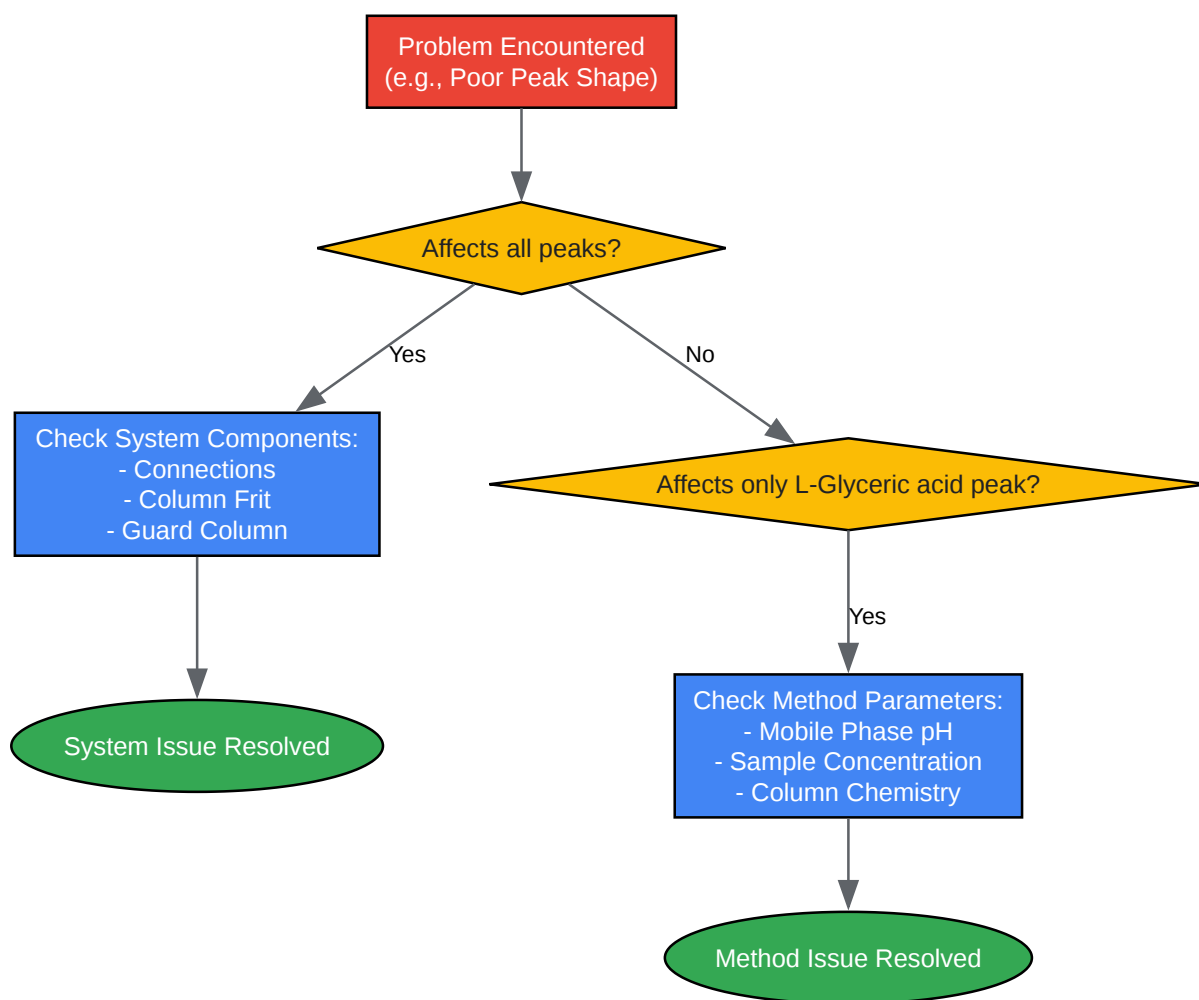 Problem Encountered
(e.g., Poor Peak Shape)
Affects all peaks?
Yes
No
Check System Components:
- Connections
- Column Frit
- Guard Column
Affects only L-Glyceric acid peak?
Yes
System Issue Resolved
Check Method Parameters:
- Mobile Phase pH
- Sample Concentration
- Column Chemistry
Method Issue Resolved